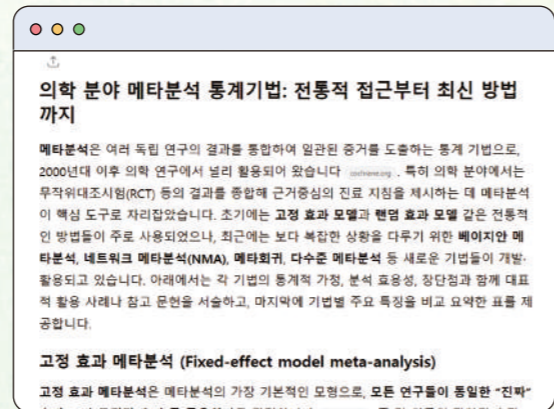 의학 분야 메타분석 통계기법: 전통적 접근부터 최신 방법
까지
메타분석은 여러 독립 연구의 결과를 통합하여 일관된 증거를 도출하는 통계 기법으로,
2000년대 이후 의학 연구에서 널리 활용되어 왔습니다 cochrane.org . 특히 의학 분야에서는
무작위대조시험(RCT) 등의 결과를 종합해 근거중심의 진료 지침을 제시하는 데 메타분석
이 핵심 도구로 자리잡았습니다. 초기에는 고정 효과 모델과 랜덤 효과 모델 같은 전통적
인 방법들이 주로 사용되었으나, 최근에는 보다 복잡한 상황을 다루기 위한 베이지안 메
타분석, 네트워크 메타분석(NMA), 메타회귀, 다수준 메타분석 등 새로운 기법들이 개발·
활용되고 있습니다. 아래에서는 각 기법의 통계적 가정, 분석 효용성, 장단점과 함께 대표
적 활용 사례나 참고 문헌을 서술하고, 마지막에 기법별 주요 특징을 비교 요약한 표를 제
공합니다.
고정 효과 메타분석 (Fixed-effect model meta-analysis)
고정 효과 메타분석은 메타분석의 가장 기본적인 모형으로, 모든 연구들이 동일한 “진짜”